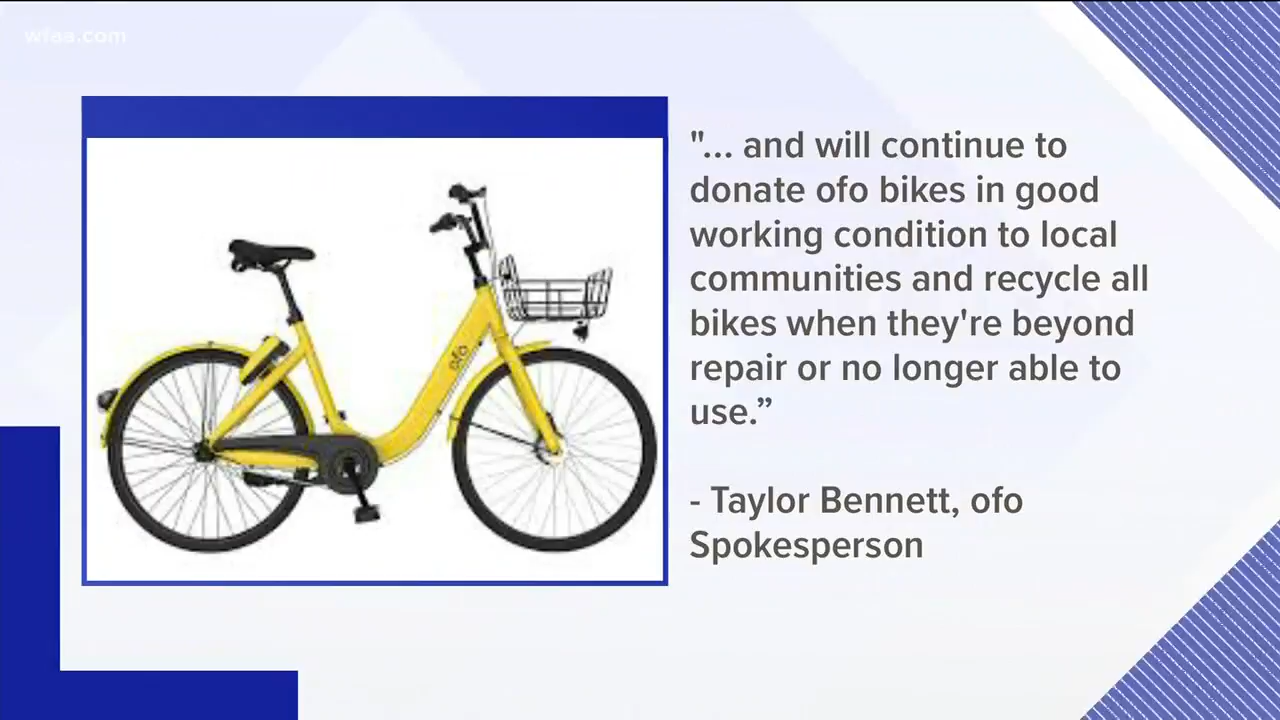 wfaa.com
ofo
"... and will continue to
donate ofo bikes in good
working condition to local
communities and recycle all
bikes when they're beyond
repair or no longer able to
use.”
- Taylor Bennett, ofo
Spokesperson